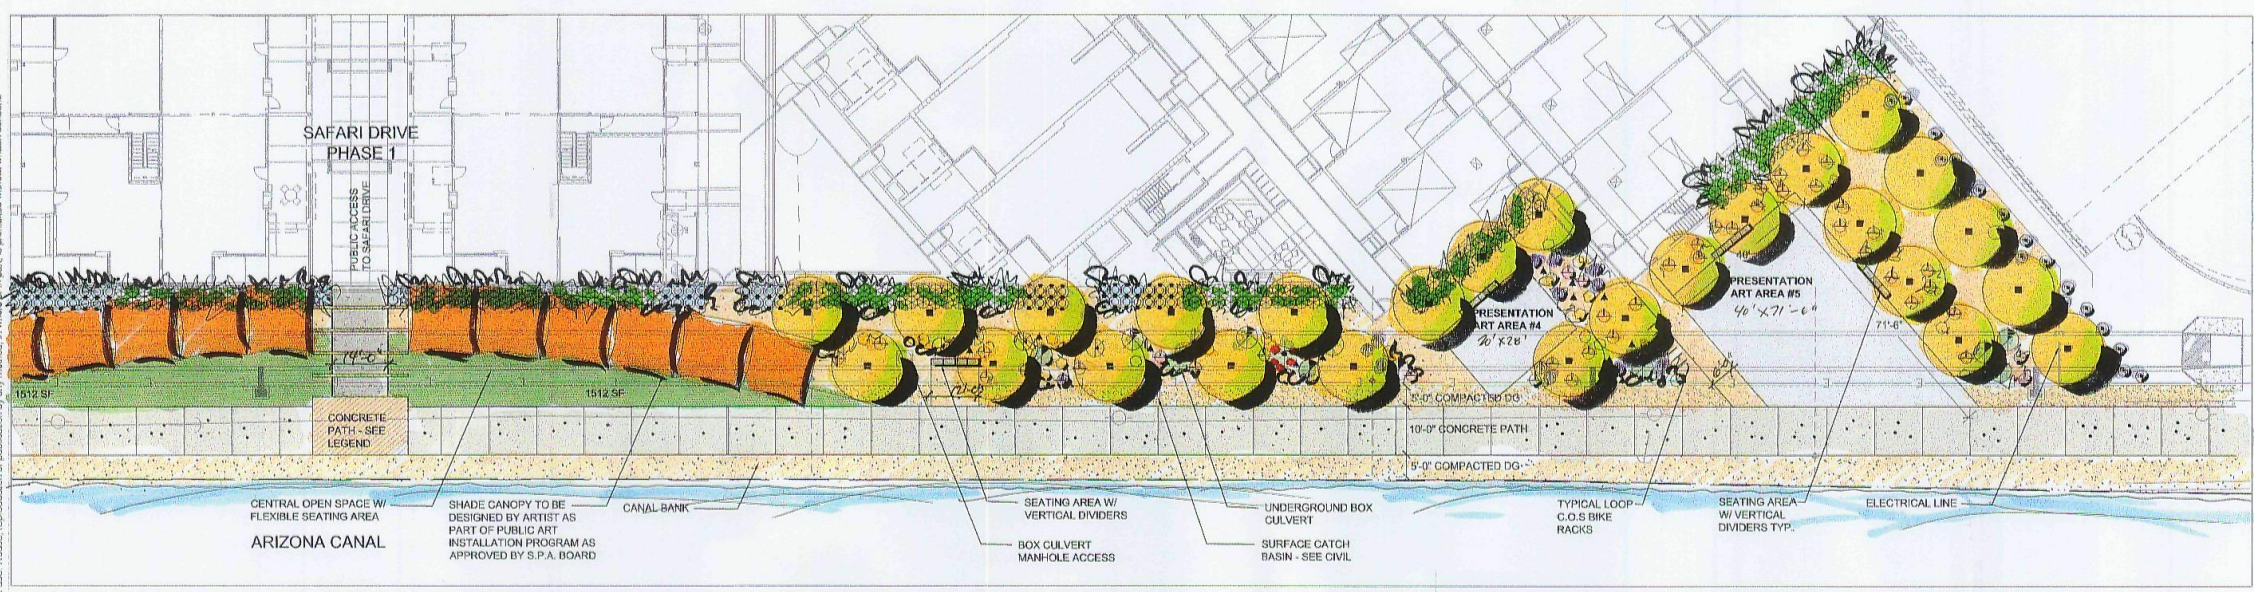 SAFARI DRIVE
PHASE 1
PUBLIC ACCESS
TO SAFARI DRIVE
14'-0"
1512 SF
1512 SF
CONCRETE
PATH - SEE
LEGEND
PRESENTATION
ART AREA #4
20' X 28'
PRESENTATION
ART AREA #5
40' X 71'-6"
71'-6"
5'-0" COMPACTED DG
10'-0" CONCRETE PATH
5'-0" COMPACTED DG
CENTRAL OPEN SPACE W/
FLEXIBLE SEATING AREA
ARIZONA CANAL
SHADE CANOPY TO BE
DESIGNED BY ARTIST AS
PART OF PUBLIC ART
INSTALLATION PROGRAM AS
APPROVED BY S.P.A. BOARD
CANAL BANK
SEATING AREA W/
VERTICAL DIVIDERS
BOX CULVERT
MANHOLE ACCESS
UNDERGROUND BOX
CULVERT
SURFACE CATCH
BASIN - SEE CIVIL
TYPICAL LOOP
C.O.S BIKE
RACKS
SEATING AREA
W/ VERTICAL
DIVIDERS TYP.
ELECTRICAL LINE